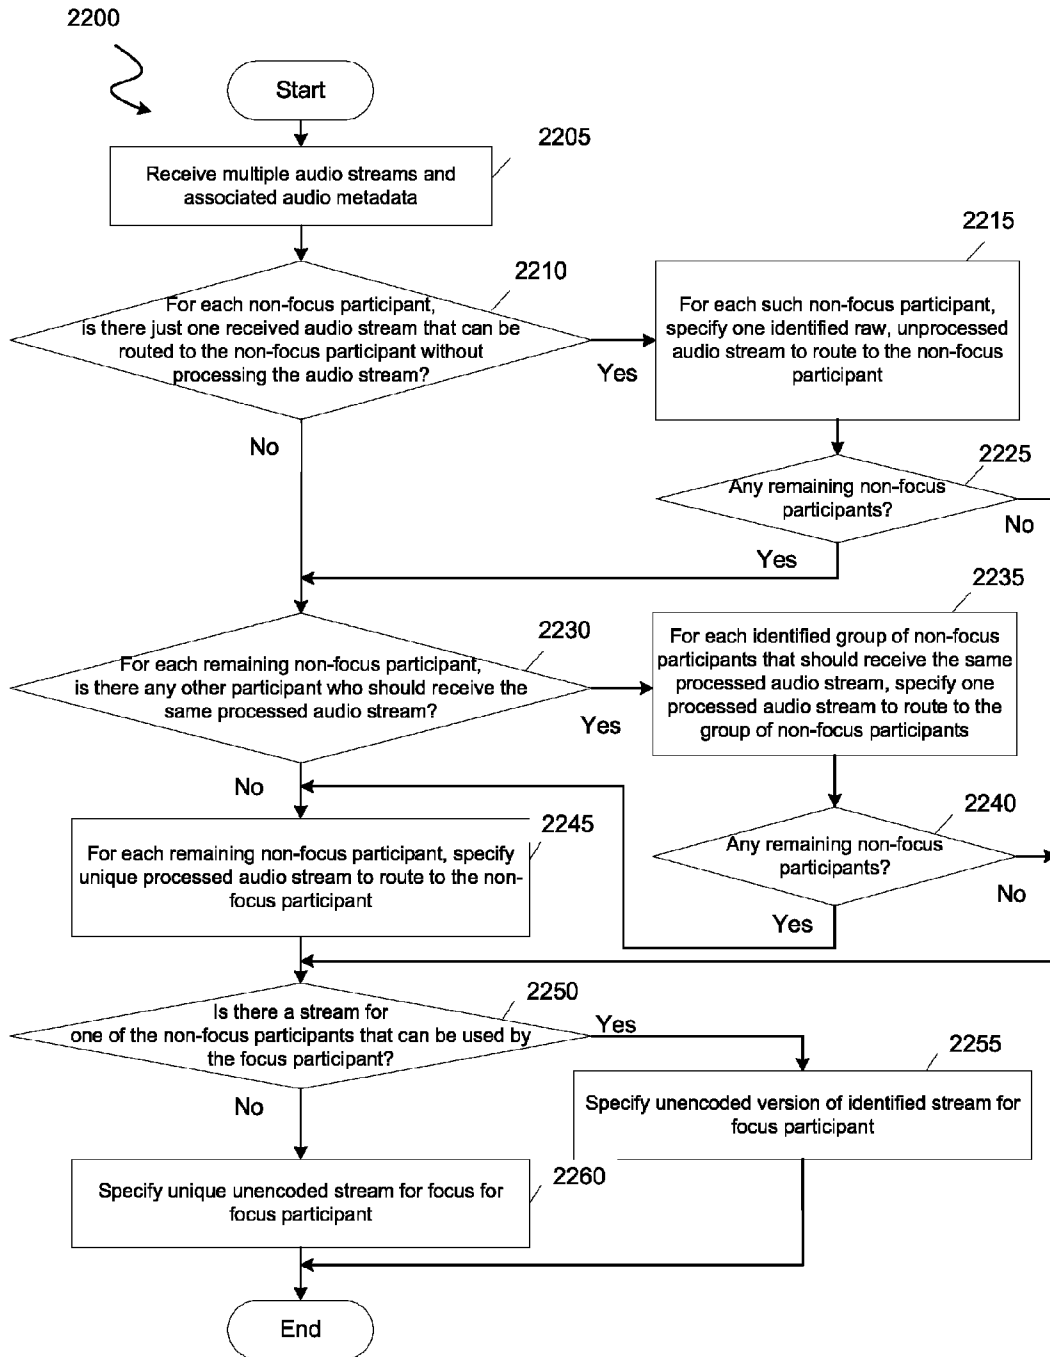 2200
Start
2205
Receive multiple audio streams and
associated audio metadata
2210
For each non-focus participant,
is there just one received audio stream that can be
routed to the non-focus participant without
processing the audio stream?
Yes
No
2215
For each such non-focus participant,
specify one identified raw, unprocessed
audio stream to route to the non-focus
participant
2225
Any remaining non-focus
participants?
No
Yes
2230
For each remaining non-focus participant,
is there any other participant who should receive the
same processed audio stream?
Yes
No
2235
For each identified group of non-focus
participants that should receive the same
processed audio stream, specify one
processed audio stream to route to the
group of non-focus participants
2240
Any remaining non-focus
participants?
No
Yes
2245
For each remaining non-focus participant, specify
unique processed audio stream to route to the non-
focus participant
2250
Is there a stream for
one of the non-focus participants that can be used by
the focus participant?
Yes
No
2255
Specify unencoded version of identified stream for
focus participant
2260
Specify unique unencoded stream for focus for
focus participant
End